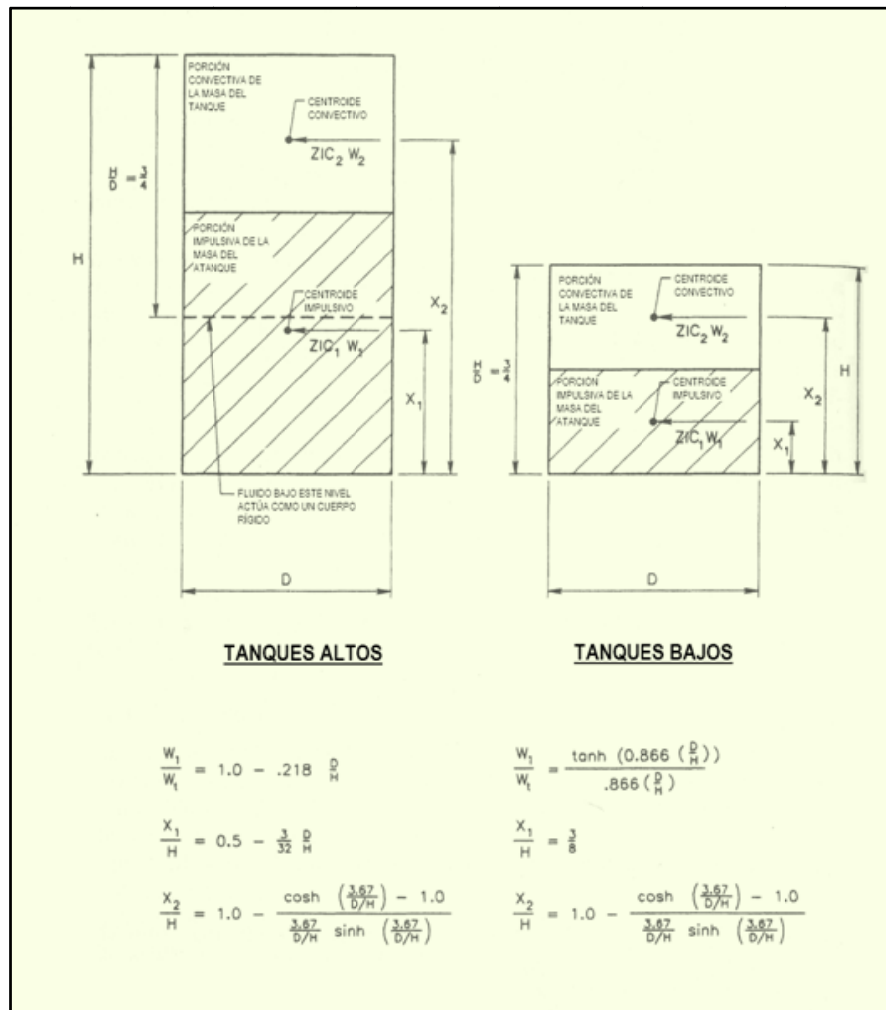 PORCIÓN
CONVECTIVA DE
LA MASA DEL
TANQUE
CENTROIDE
CONVECTIVO
ZIC₂ W₂
H/D = 3/4
H
PORCIÓN
IMPULSIVA DE LA
MASA DEL
ATANQUE
CENTROIDE
IMPULSIVO
ZIC₁ W₁
X₂
X₁
FLUIDO BAJO ESTE NIVEL
ACTÚA COMO UN CUERPO
RÍGIDO
D
PORCIÓN
CONVECTIVA DE
LA MASA DEL
TANQUE
CENTROIDE
CONVECTIVO
ZIC₂ W₂
H/D = 3/4
H
PORCIÓN
IMPULSIVA DE LA
MASA DEL
ATANQUE
CENTROIDE
IMPULSIVO
ZIC₁ W₁
X₂
X₁
D
TANQUES ALTOS
W₁/Wₜ = 1.0 - .218 D/H
X₁/H = 0.5 - 3/32 D/H
X₂/H = 1.0 - (cosh (3.67/(D/H)) - 1.0)/(3.67/(D/H) sinh (3.67/(D/H)))
TANQUES BAJOS
W₁/Wₜ = tanh (0.866 (D/H))/.866(D/H)
X₁/H = 3/8
X₂/H = 1.0 - (cosh (3.67/(D/H)) - 1.0)/(3.67/(D/H) sinh (3.67/(D/H)))